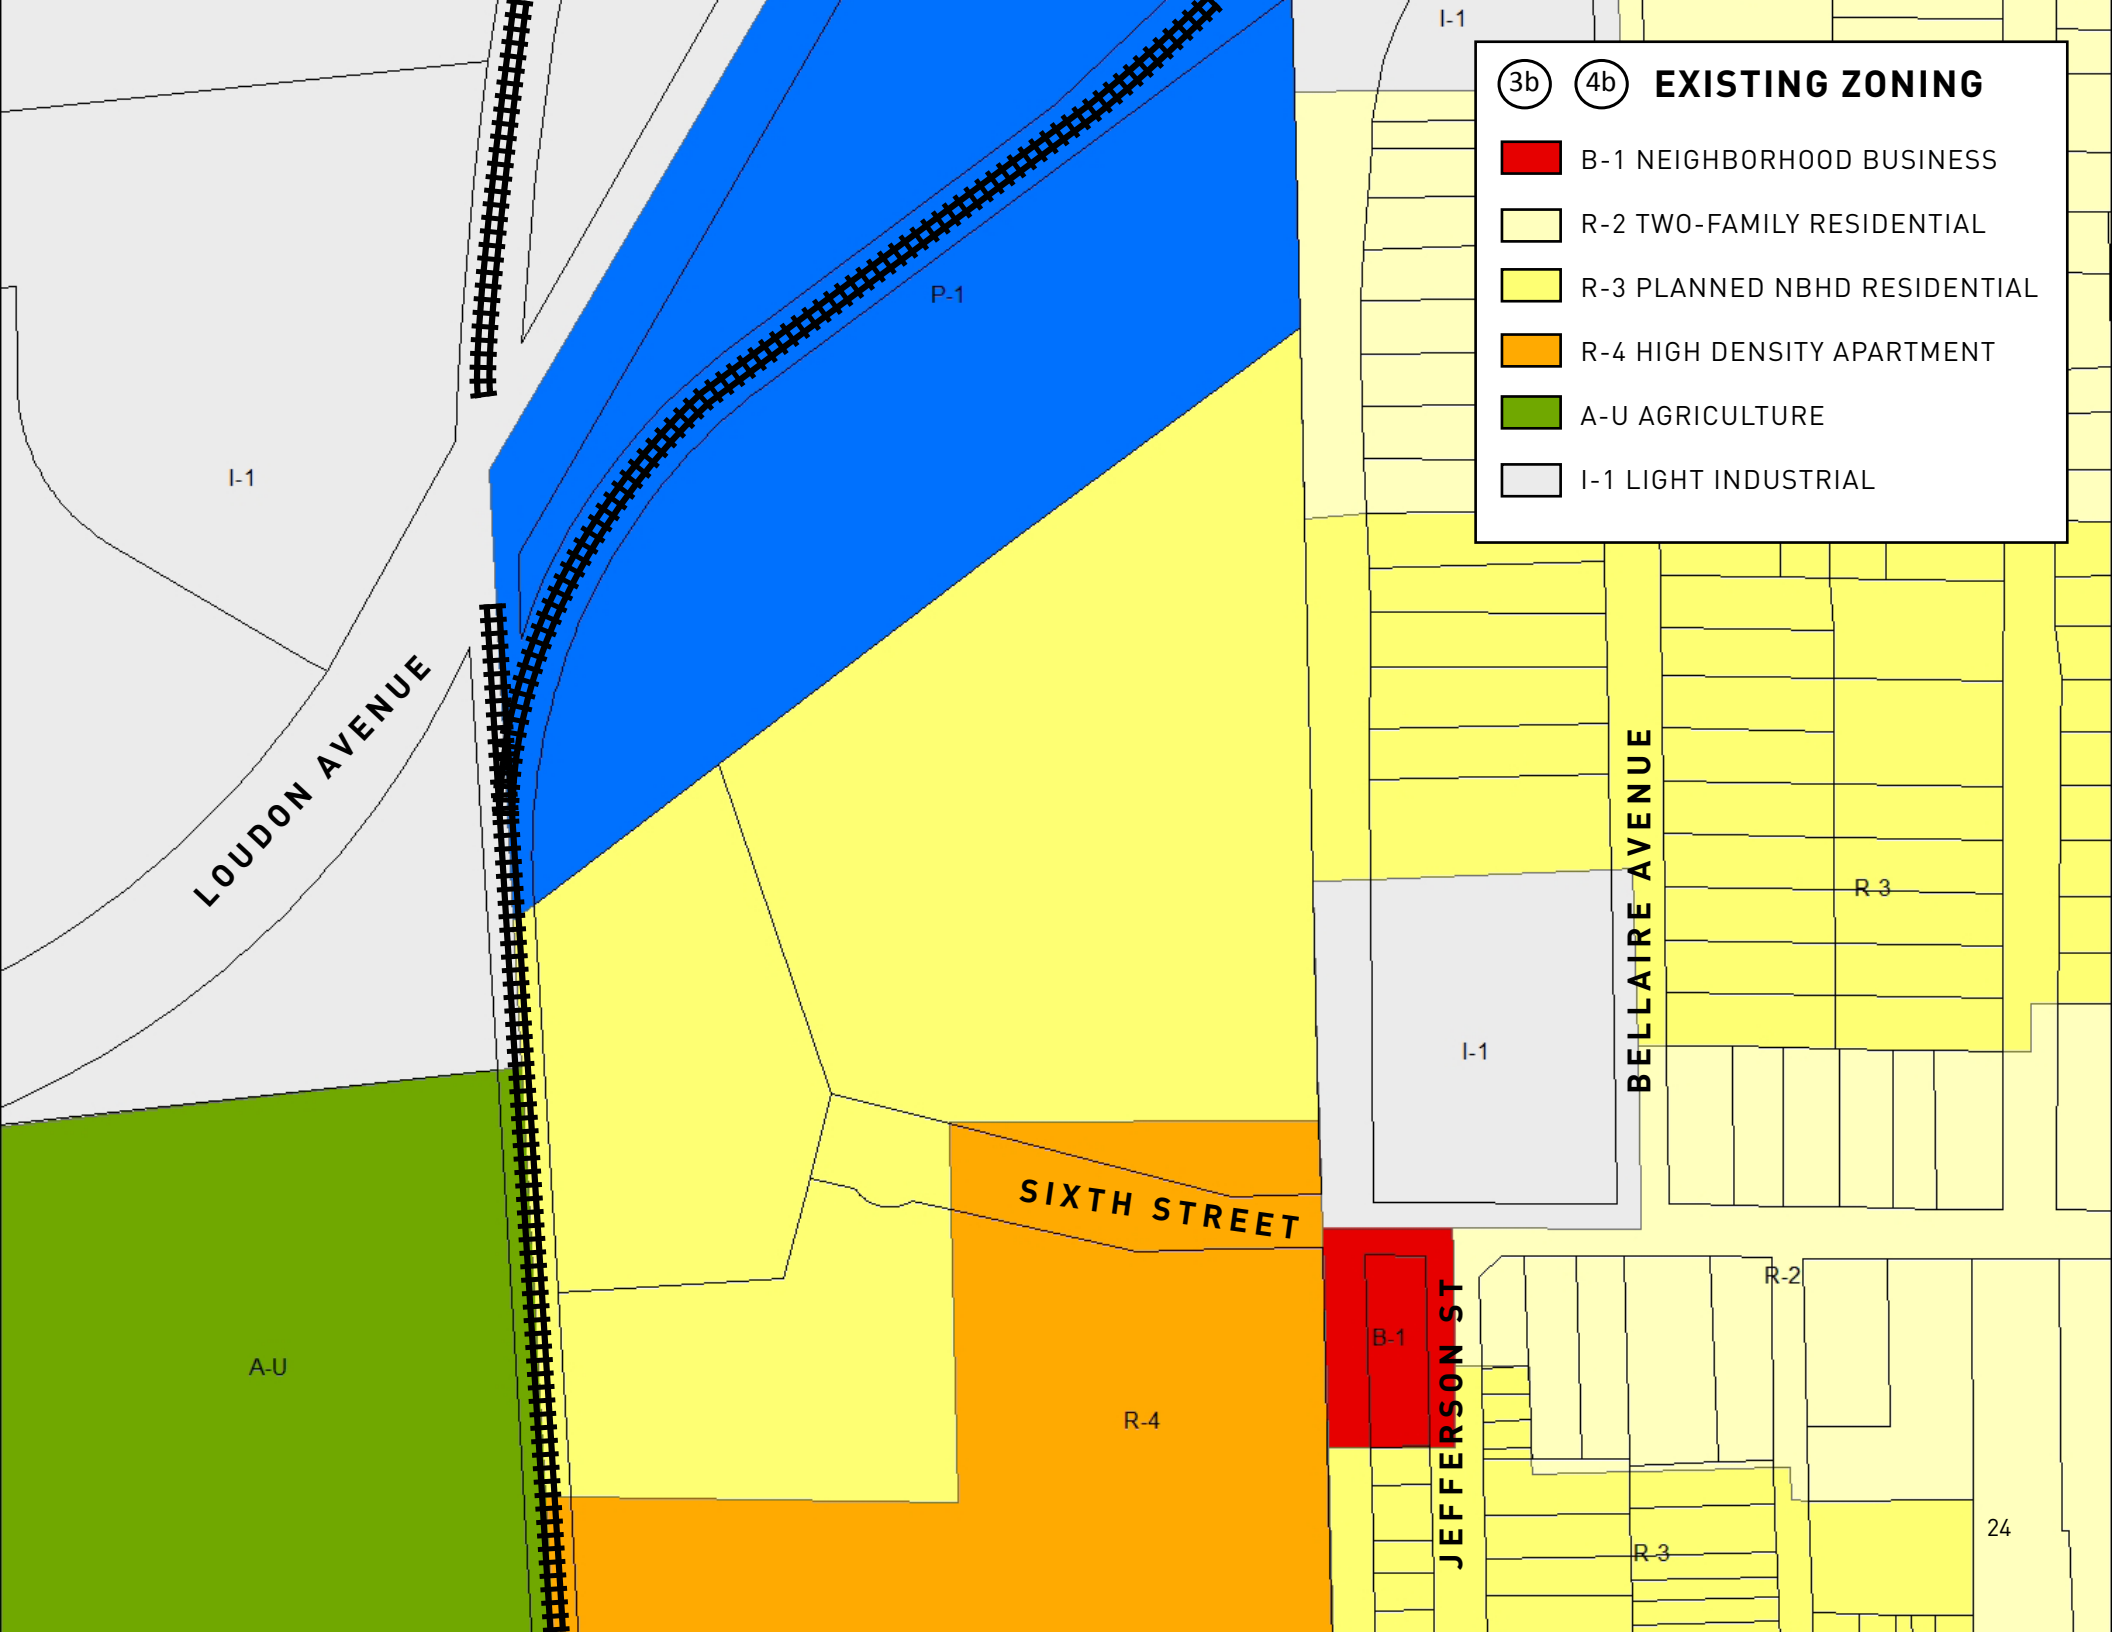 I-1
3b 4b EXISTING ZONING
B-1 NEIGHBORHOOD BUSINESS
R-2 TWO-FAMILY RESIDENTIAL
R-3 PLANNED NBHD RESIDENTIAL
R-4 HIGH DENSITY APARTMENT
A-U AGRICULTURE
I-1 LIGHT INDUSTRIAL
P-1
I-1
LOUDON AVENUE
BELLAIRE AVENUE
R-3
I-1
SIXTH STREET
R-2
B-1
JEFFERSON ST
A-U
R-4
24
R-3